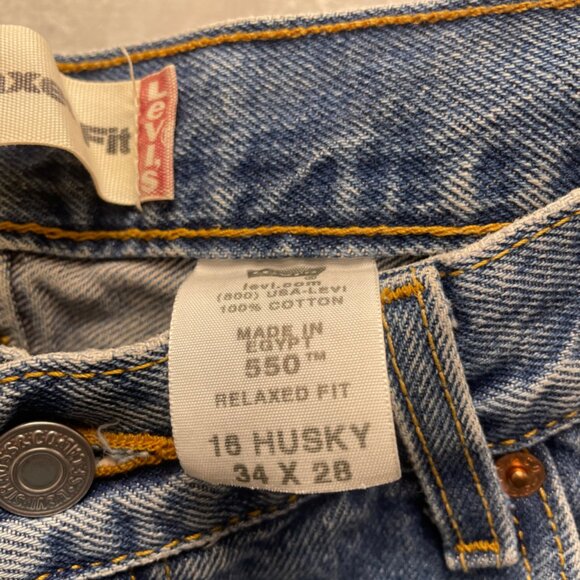 Fit
Levi's
levi.com
(800) USA-LEVI
100% COTTON
MADE IN
EGYPT
550™
RELAXED FIT
16 HUSKY
34 X 28